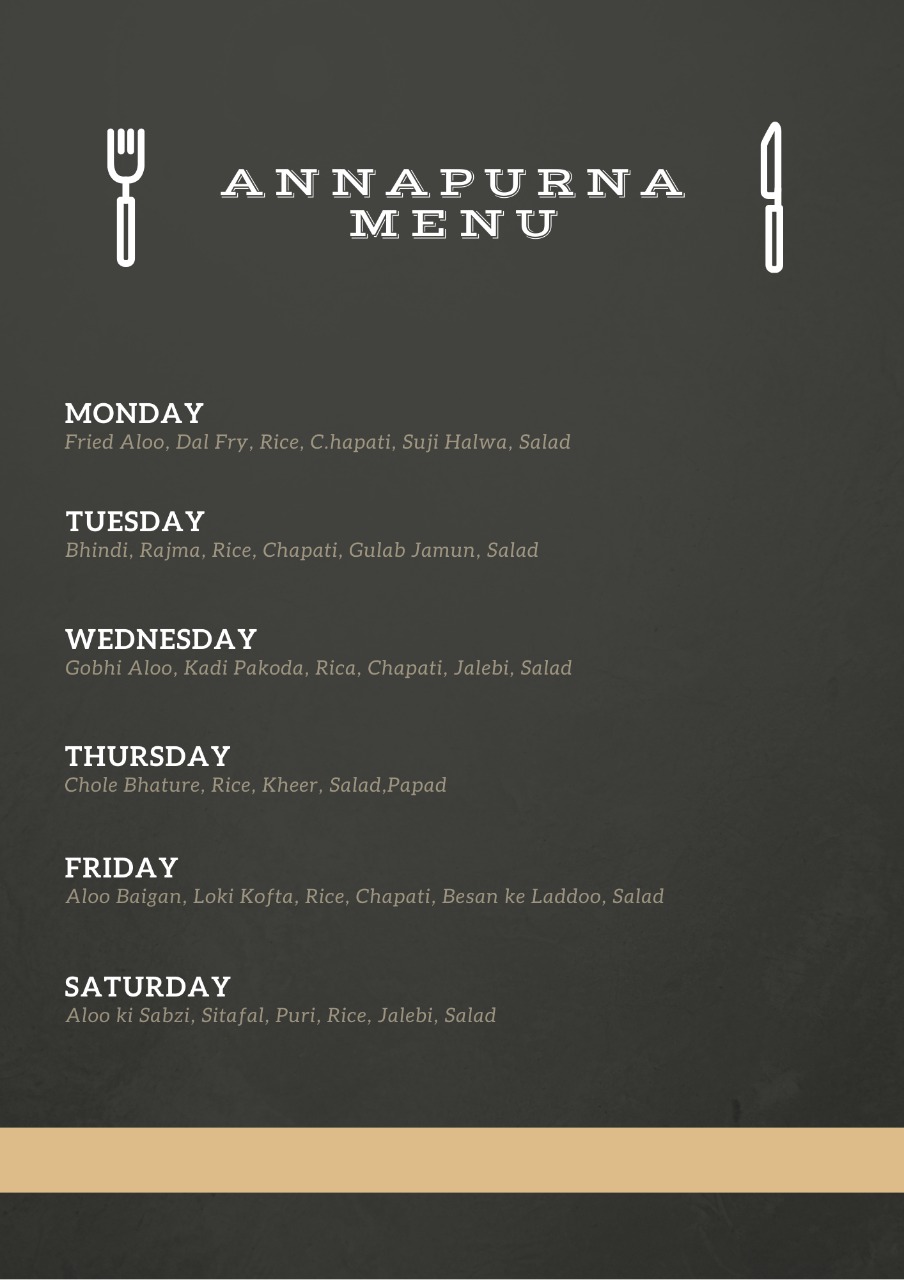 ANNAPURNA
MENU
MONDAY
Fried Aloo, Dal Fry, Rice, C.hapati, Suji Halwa, Salad
TUESDAY
Bhindi, Rajma, Rice, Chapati, Gulab Jamun, Salad
WEDNESDAY
Gobhi Aloo, Kadi Pakoda, Rica, Chapati, Jalebi, Salad
THURSDAY
Chole Bhature, Rice, Kheer, Salad,Papad
FRIDAY
Aloo Baigan, Loki Kofta, Rice, Chapati, Besan ke Laddoo, Salad
SATURDAY
Aloo ki Sabzi, Sitafal, Puri, Rice, Jalebi, Salad